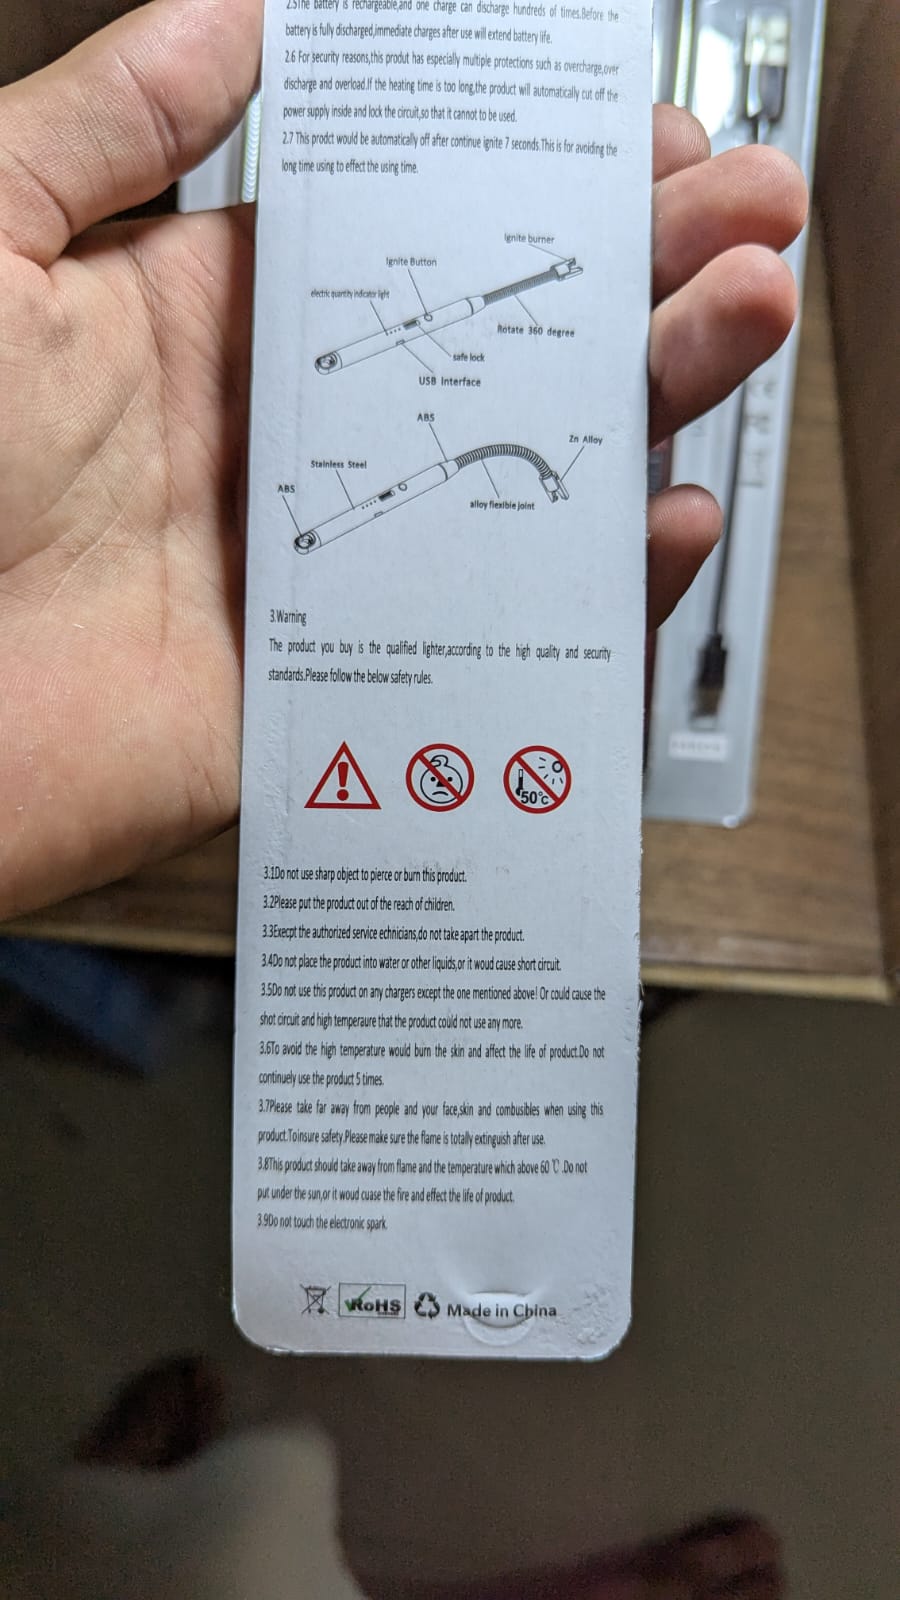 2.5The battery is rechargeable,and one charge can discharge hundreds of times.Before the
battery is fully discharged,immediate charges after use will extend battery life.
2.6 For security reasons,this produt has especially multiple protections such as overcharge,over
discharge and overload.If the heating time is too long,the product will automatically cut off the
power supply inside and lock the circuit,so that it cannot to be used.
2.7 This prodct would be automatically off after continue ignite 7 seconds.This is for avoiding the
long time using to effect the using time.
Ignite burner
Ignite Button
electric quantity indicator light
Rotate 360 degree
safe lock
USB Interface
ABS
Zn Alloy
Stainless Steel
ABS
alloy flexible joint
3.Warning
The product you buy is the qualified lighter,according to the high quality and security
standards.Please follow the below safety rules.
50°c
3.1Do not use sharp object to pierce or burn this product.
3.2Please put the product out of the reach of children.
3.3Execpt the authorized service echnicians,do not take apart the product.
3.4Do not place the product into water or other liquids,or it woud cause short circuit.
3.5Do not use this product on any chargers except the one mentioned above! Or could cause the
shot circuit and high temperaure that the product could not use any more.
3.6To avoid the high temperature would burn the skin and affect the life of product.Do not
continuely use the product 5 times.
3.7Please take far away from people and your face,skin and combusibles when using this
product.Toinsure safety.Please make sure the flame is totally extinguish after use.
3.8This product should take away from flame and the temperature which above 60 ℃ .Do not
put under the sun,or it woud cuase the fire and effect the life of product.
3.9Do not touch the electronic spark.
RoHS
Made in China